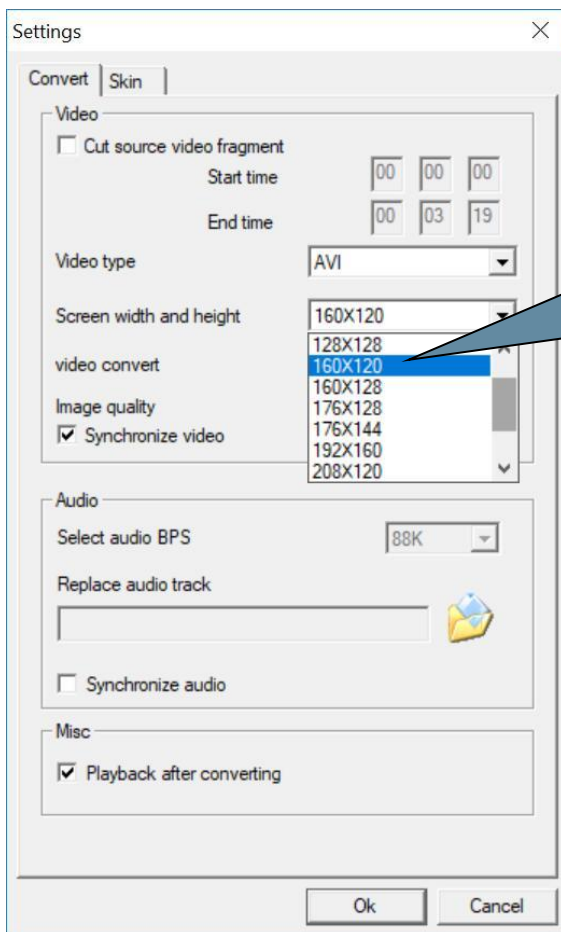 Settings
Convert Skin
Video
Cut source video fragment
Start time 00 00 00
End time 00 03 19
Video type AVI
Screen width and height 160X120
128X128
video convert 160X120
160X128
Image quality 176X128
Synchronize video 176X144
192X160
208X120
Audio
Select audio BPS 88K
Replace audio track
Synchronize audio
Misc
Playback after converting
Ok Cancel